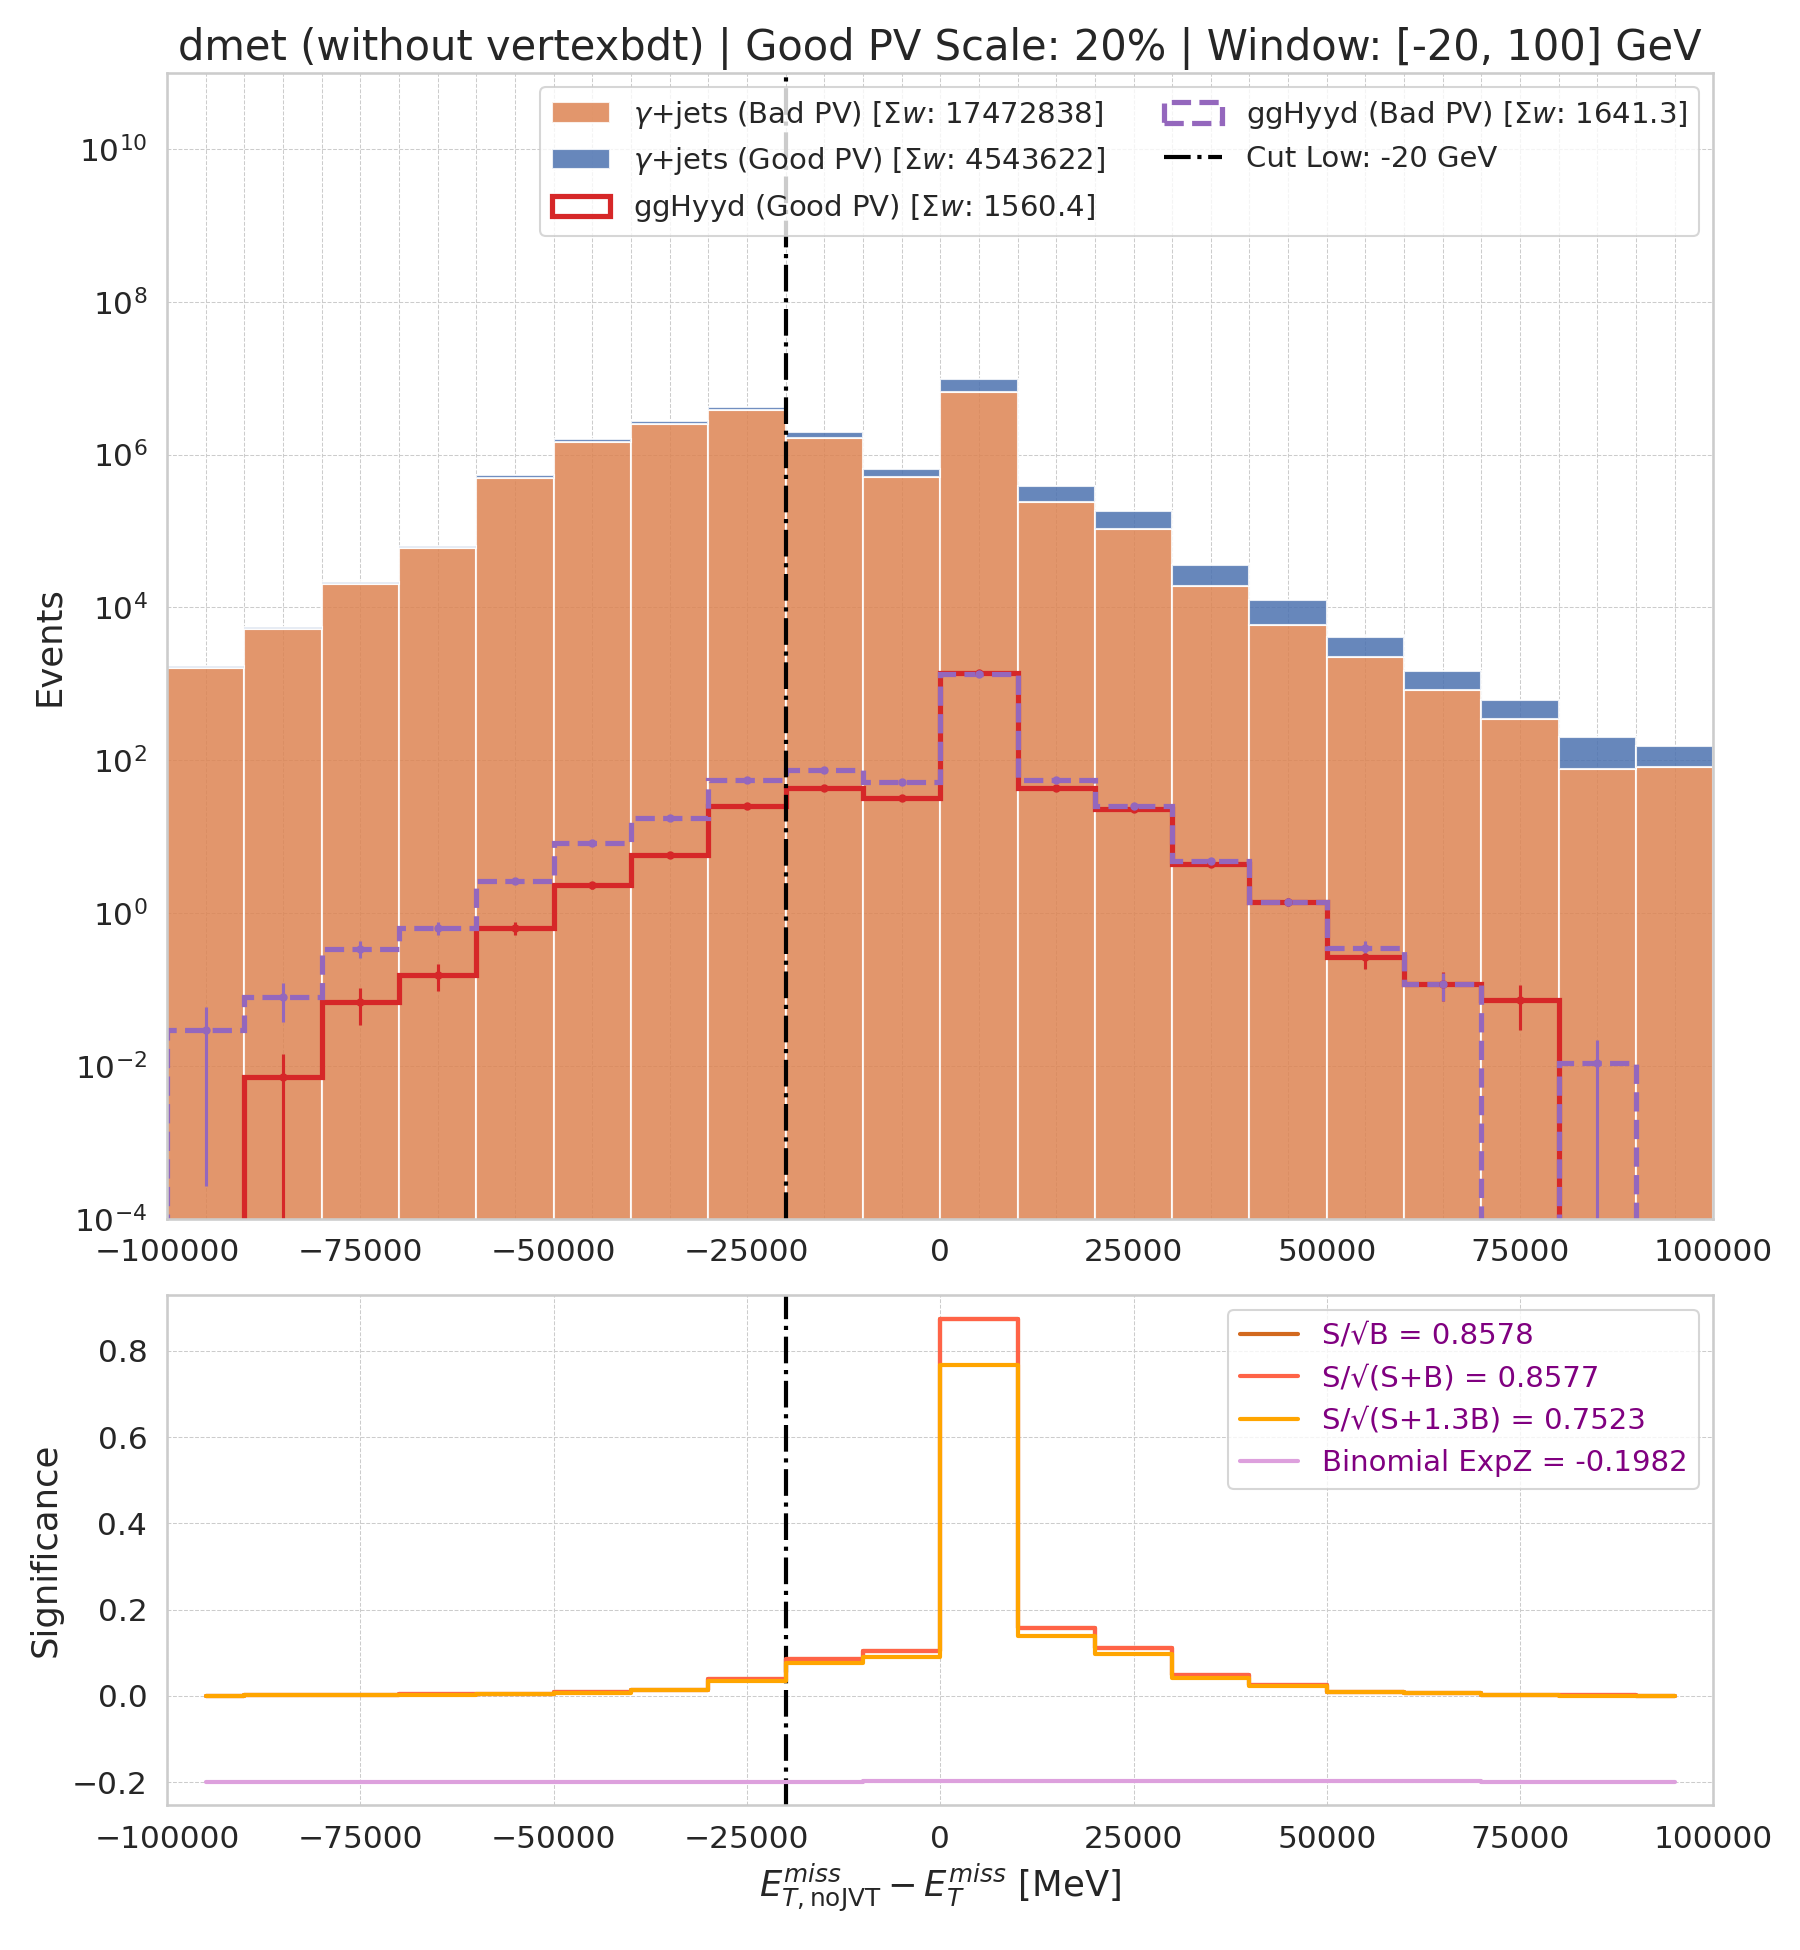 dmet (without vertexbdt) | Good PV Scale: 20% | Window: [-20, 100] GeV
γ+jets (Bad PV) [Σw: 17472838]
γ+jets (Good PV) [Σw: 4543622]
ggHyyd (Good PV) [Σw: 1560.4]
ggHyyd (Bad PV) [Σw: 1641.3]
Cut Low: -20 GeV
Events
10^10
10^8
10^6
10^4
10^2
10^0
10^−2
10^−4
−100000 −75000 −50000 −25000 0 25000 50000 75000 100000
Significance
0.8
0.6
0.4
0.2
0.0
−0.2
S/√B = 0.8578
S/√(S+B) = 0.8577
S/√(S+1.3B) = 0.7523
Binomial ExpZ = -0.1982
−100000 −75000 −50000 −25000 0 25000 50000 75000 100000
E_{T,noJVT}^{miss} − E_T^{miss} [MeV]